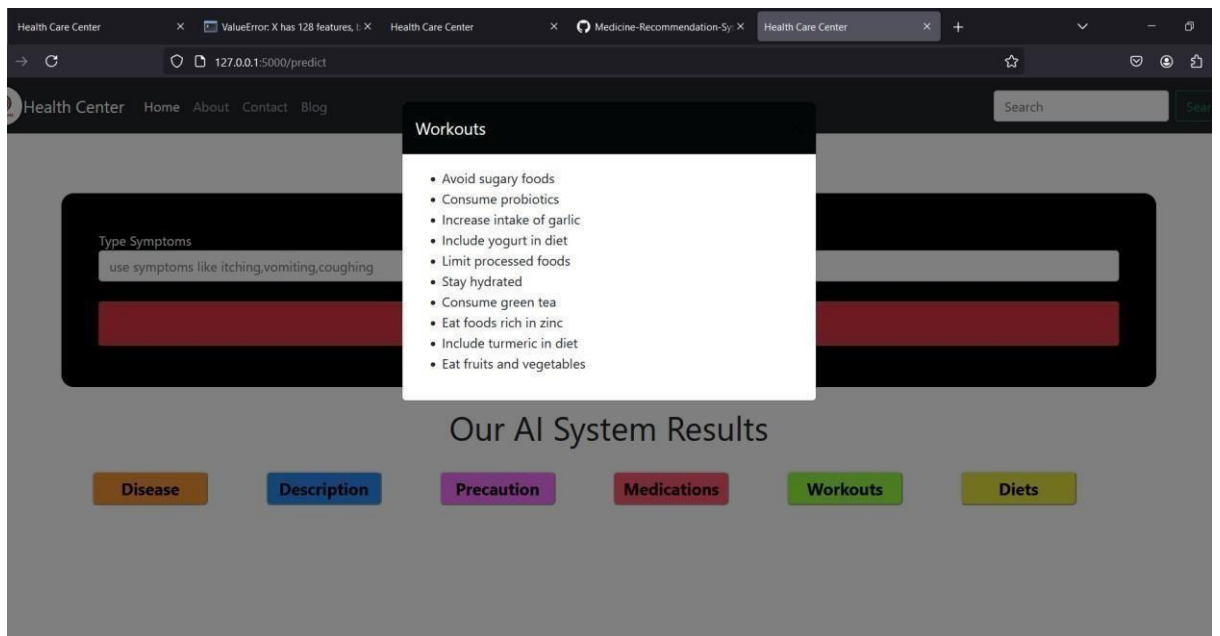 Health Care Center
ValueError: X has 128 features, b
Health Care Center
Medicine-Recommendation-Sy
Health Care Center
127.0.0.1:5000/predict
Health Center Home About Contact Blog
Search
Sear
Workouts
Avoid sugary foods
Consume probiotics
Increase intake of garlic
Include yogurt in diet
Limit processed foods
Stay hydrated
Consume green tea
Eat foods rich in zinc
Include turmeric in diet
Eat fruits and vegetables
Type Symptoms
use symptoms like itching,vomiting,coughing
Our AI System Results
Disease Description Precaution Medications Workouts Diets